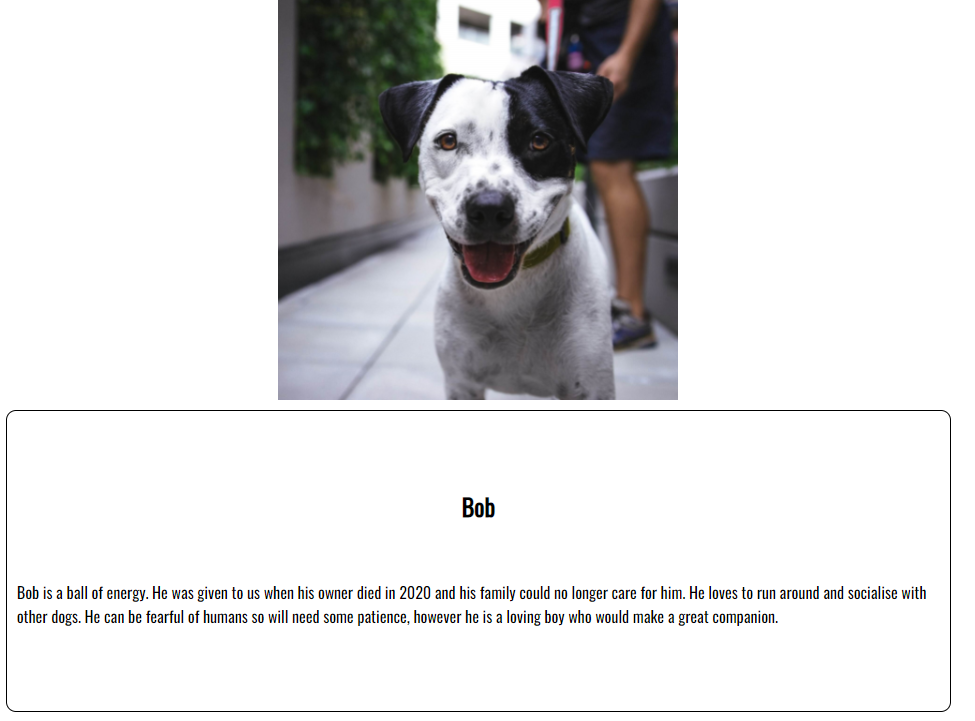 Bob
Bob is a ball of energy. He was given to us when his owner died in 2020 and his family could no longer care for him. He loves to run around and socialise with
other dogs. He can be fearful of humans so will need some patience, however he is a loving boy who would make a great companion.